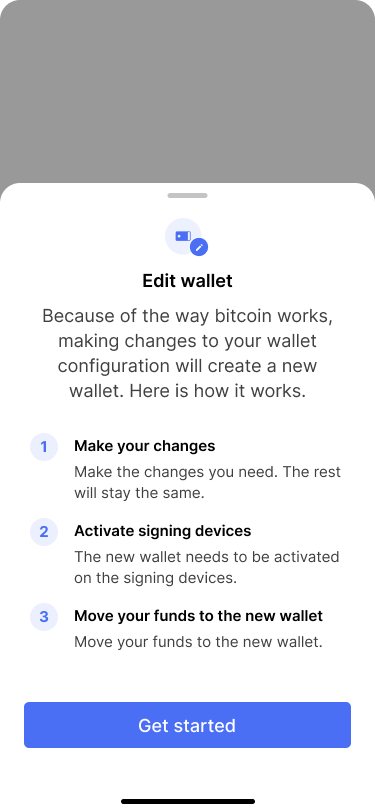 Edit wallet
Because of the way bitcoin works,
making changes to your wallet
configuration will create a new
wallet. Here is how it works.
1
Make your changes
Make the changes you need. The rest
will stay the same.
2
Activate signing devices
The new wallet needs to be activated
on the signing devices.
3
Move your funds to the new wallet
Move your funds to the new wallet.
Get started